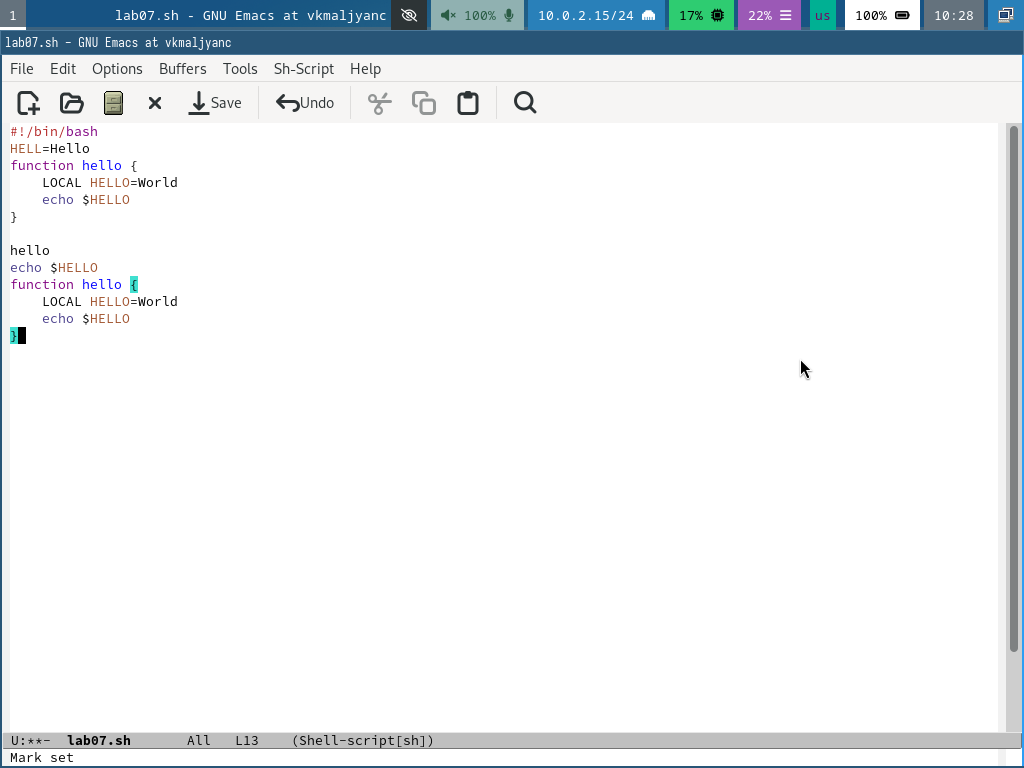 1 lab07.sh - GNU Emacs at vkmaljyanc 100% 10.0.2.15/24 17% 22% us 100% 10:28
lab07.sh - GNU Emacs at vkmaljyanc
File Edit Options Buffers Tools Sh-Script Help
Save Undo
#!/bin/bash
HELL=Hello
function hello {
    LOCAL HELLO=World
    echo $HELLO
}
hello
echo $HELLO
function hello {
    LOCAL HELLO=World
    echo $HELLO
}
U:**- lab07.sh All L13 (Shell-script[sh])
Mark set